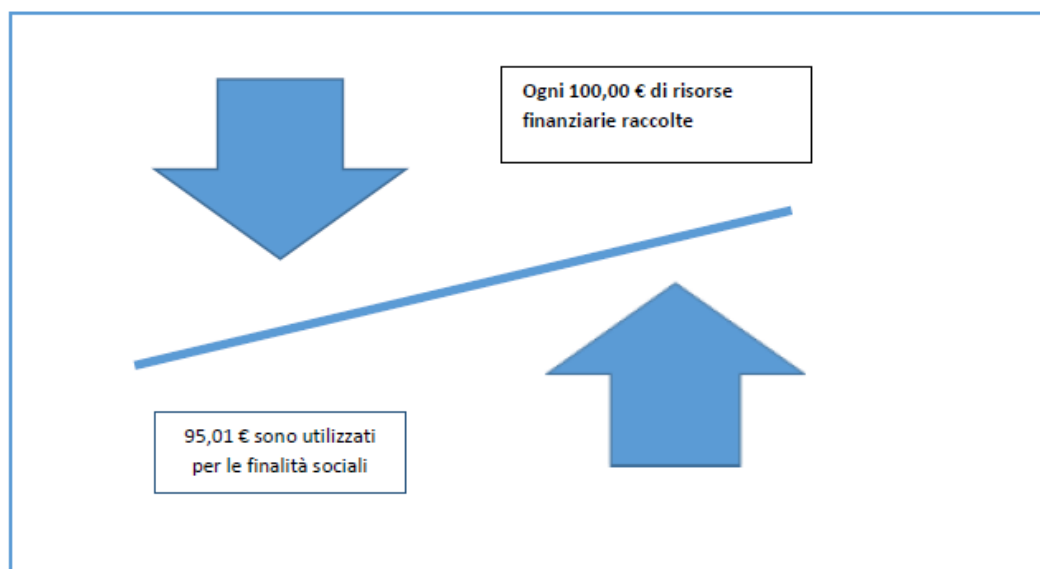 Ogni 100,00 € di risorse
finanziarie raccolte
95,01 € sono utilizzati
per le finalità sociali